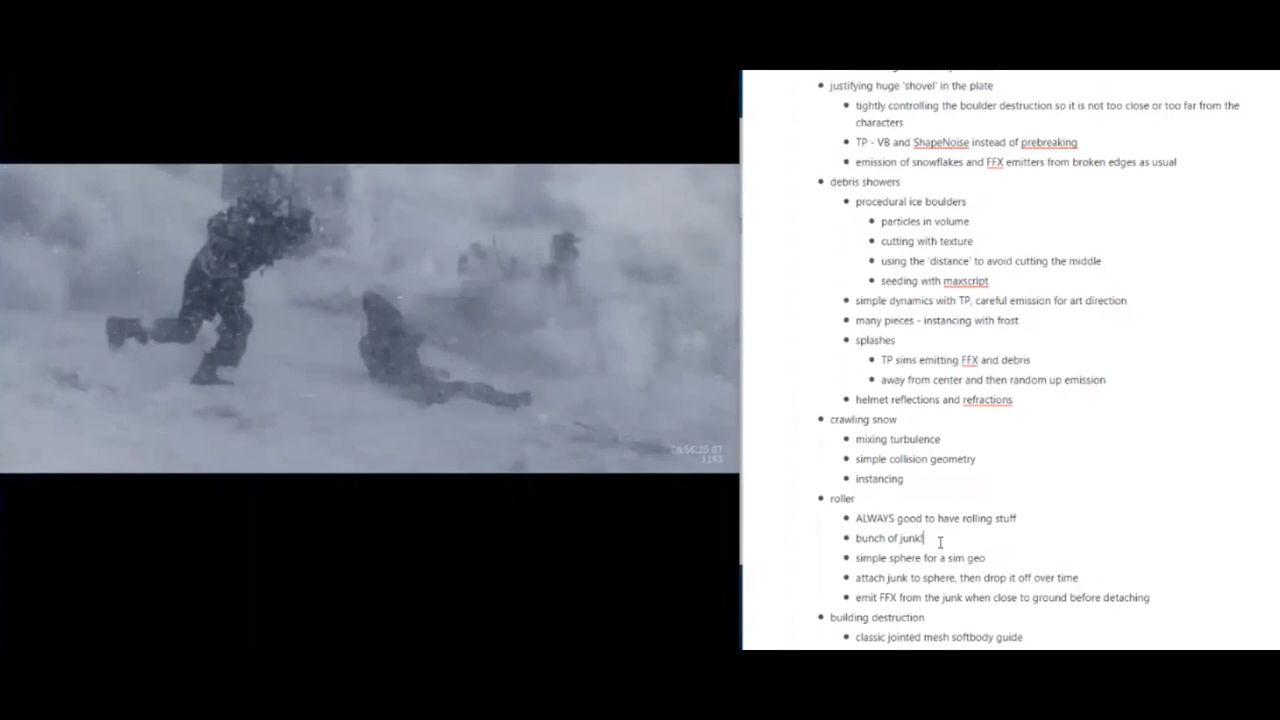 justifying huge 'shovel' in the plate
tightly controlling the boulder destruction so it is not too close or too far from the
characters
TP - VB and ShapeNoise instead of prebreaking
emission of snowflakes and FFX emitters from broken edges as usual
debris showers
procedural ice boulders
particles in volume
cutting with texture
using the 'distance' to avoid cutting the middle
seeding with maxscript
simple dynamics with TP, careful emission for art direction
many pieces - instancing with frost
splashes
TP sims emitting FFX and debris
away from center and then random up emission
helmet reflections and refractions
crawling snow
mixing turbulence
simple collision geometry
instancing
roller
ALWAYS good to have rolling stuff
bunch of junk!
simple sphere for a sim geo
attach junk to sphere, then drop it off over time
emit FFX from the junk when close to ground before detaching
building destruction
classic jointed mesh softbody guide